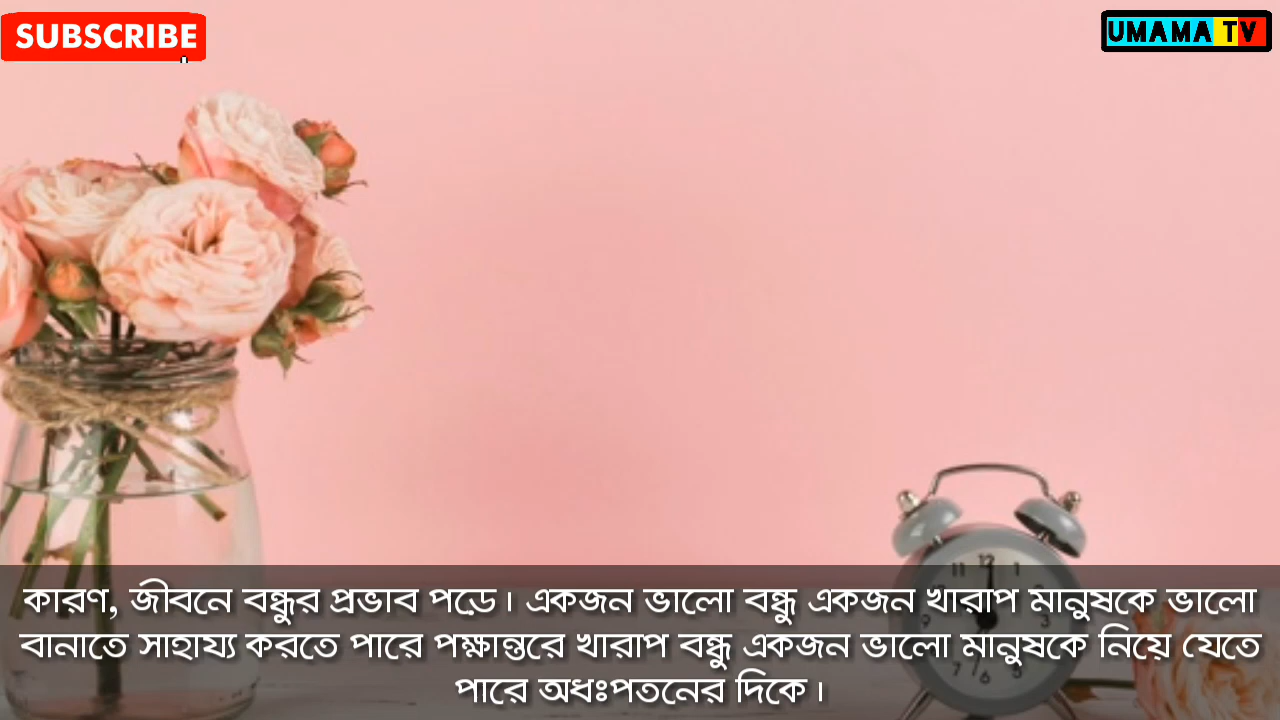 SUBSCRIBE
UMAMA TV
কারণ, জীবনে বন্ধুর প্রভাব পড়ে। একজন ভালো বন্ধু একজন খারাপ মানুষকে ভালো
বানাতে সাহায্য করতে পারে পক্ষান্তরে খারাপ বন্ধু একজন ভালো মানুষকে নিয়ে যেতে
পারে অধঃপতনের দিকে।